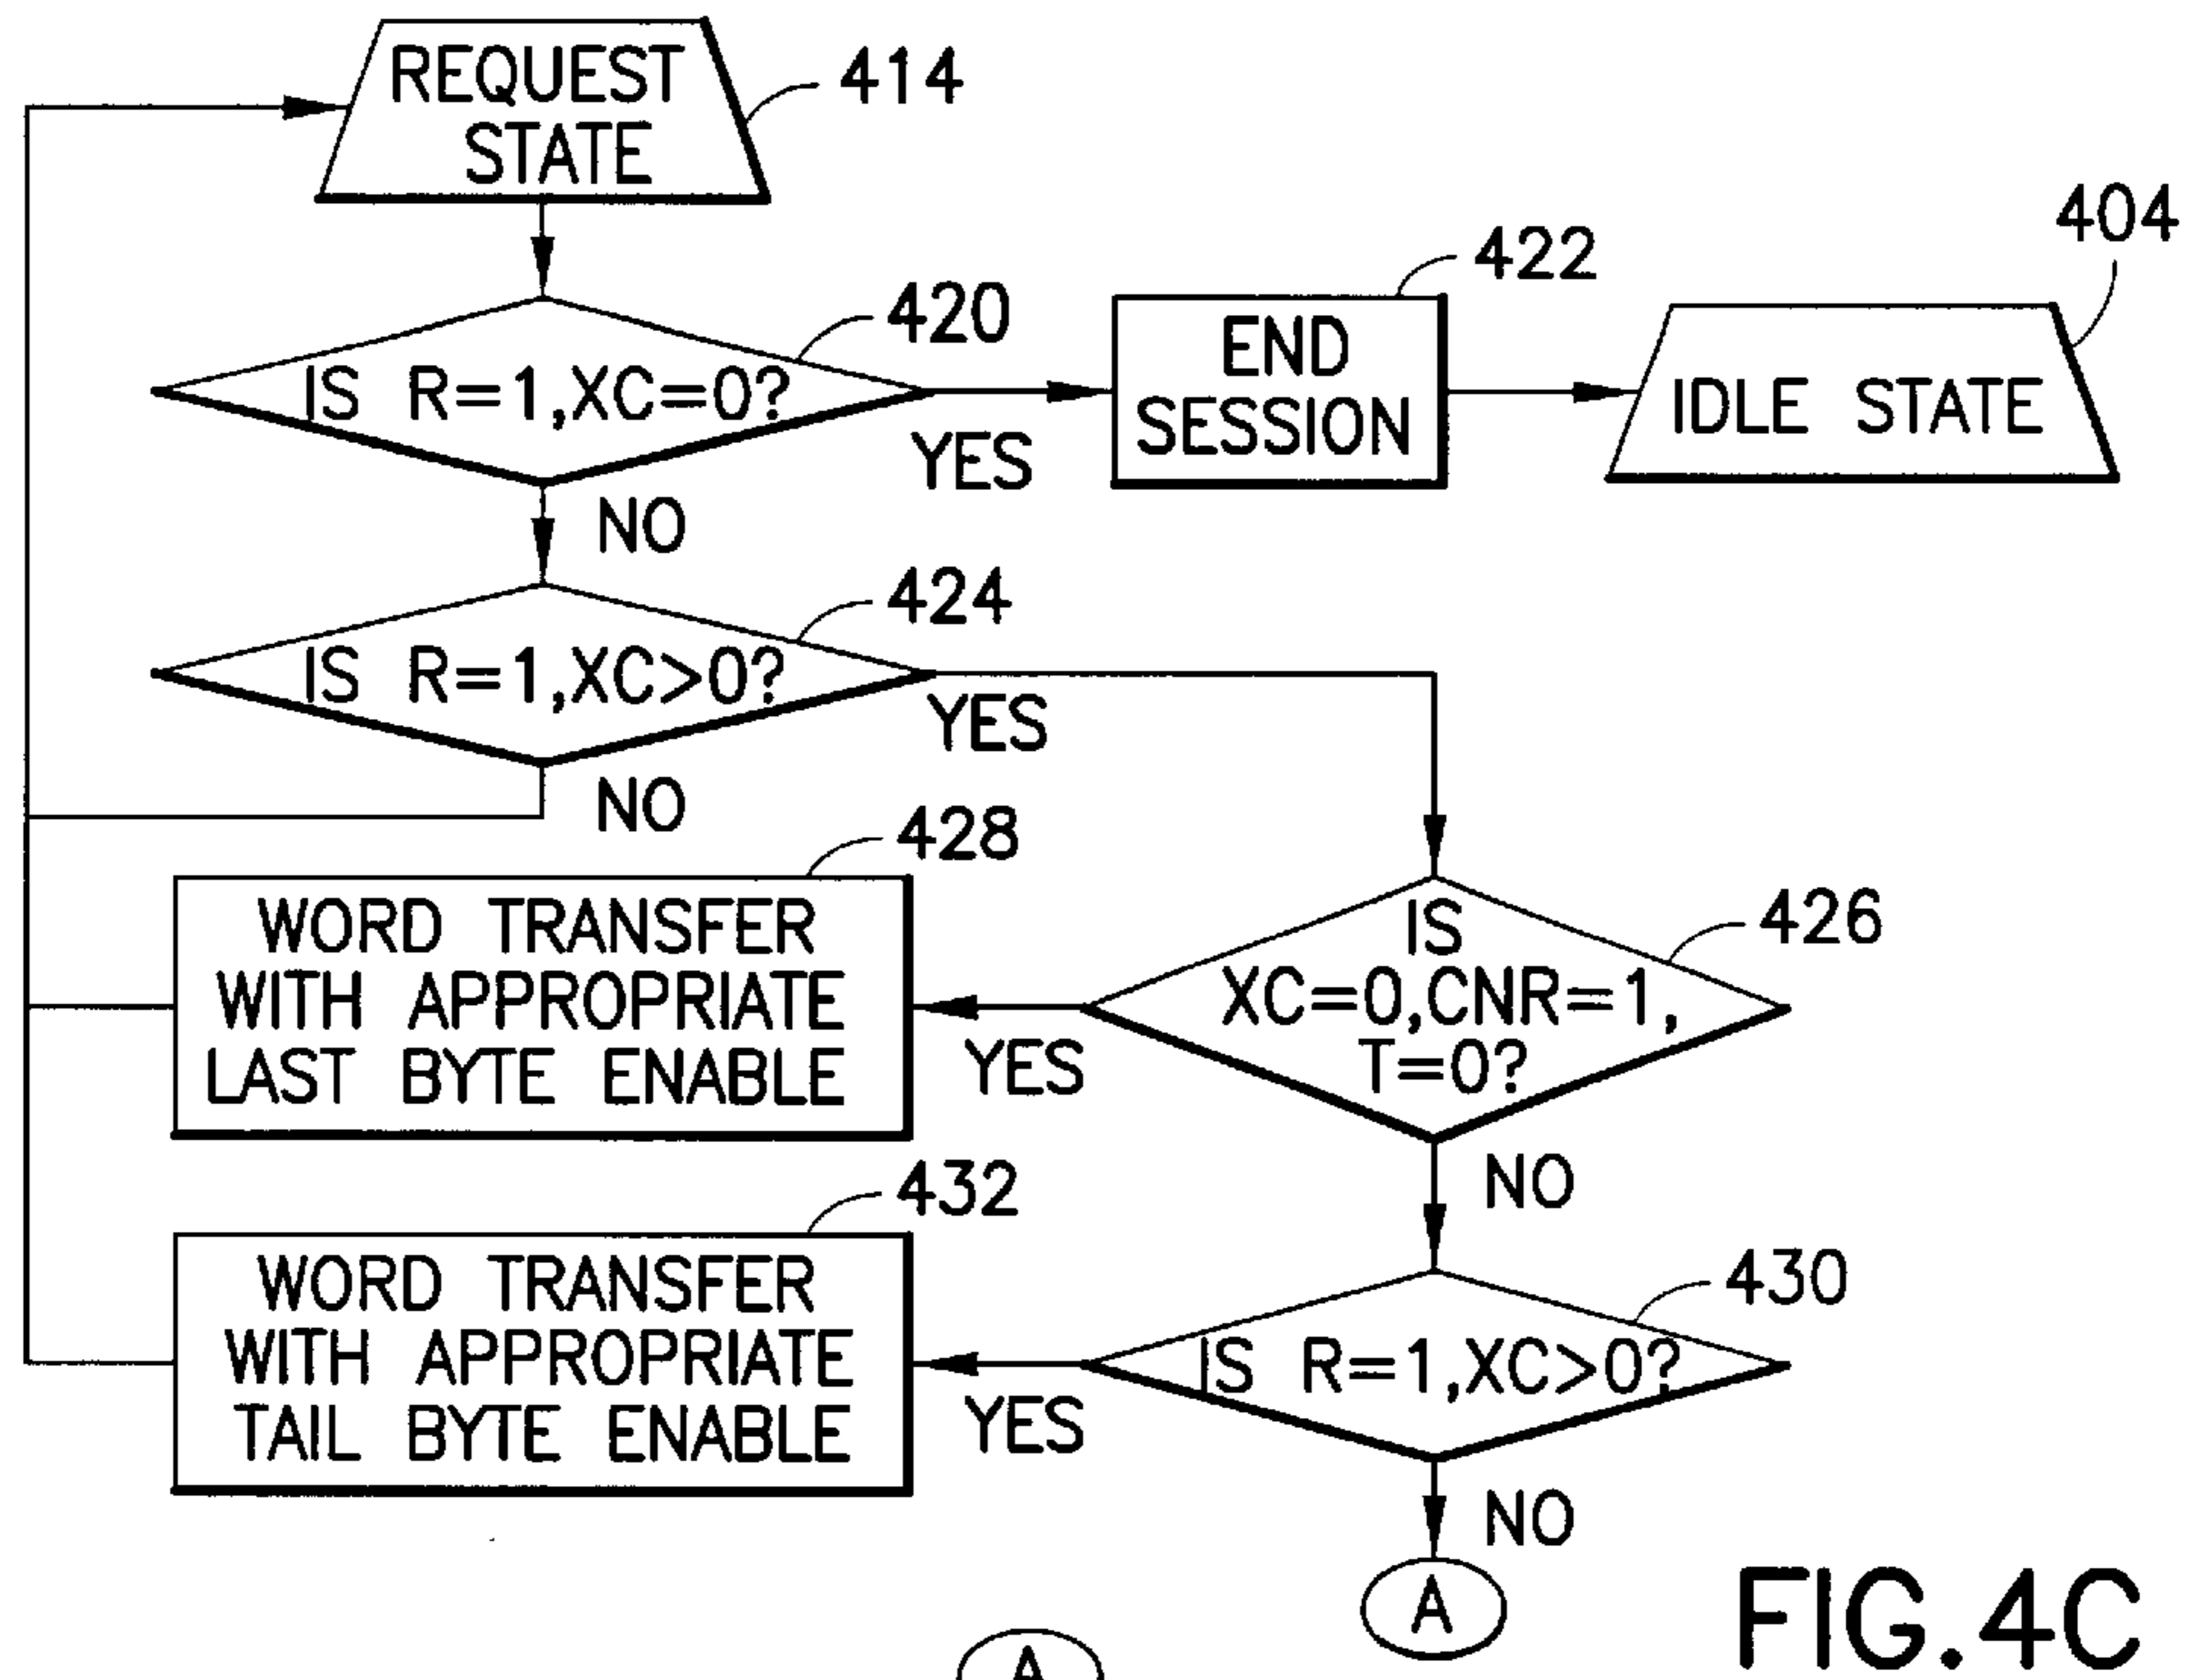 REQUEST
STATE
414
404
422
420
END
SESSION
IS R=1,XC=0?
IDLE STATE
YES
NO
424
IS R=1,XC>0?
YES
NO
428
426
WORD TRANSFER
WITH APPROPRIATE
LAST BYTE ENABLE
IS
XC=0,CNR=1,
T=0?
YES
NO
432
430
WORD TRANSFER
WITH APPROPRIATE
TAIL BYTE ENABLE
IS R=1,XC>0?
YES
NO
A
FIG.4C
A